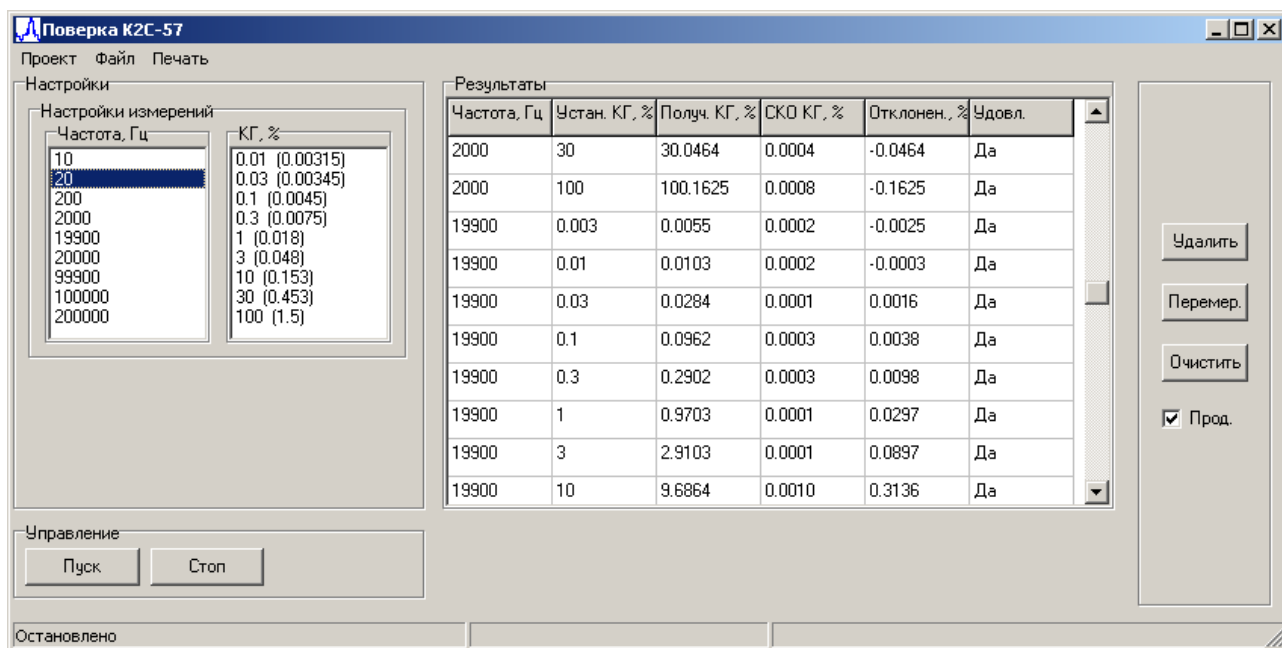 Поверка К2С-57
Проект Файл Печать
Настройки
Настройки измерений
Частота, Гц
10
20
200
2000
19900
20000
99900
100000
200000
КГ, %
0.01 (0.00315)
0.03 (0.00345)
0.1 (0.0045)
0.3 (0.0075)
1 (0.018)
3 (0.048)
10 (0.153)
30 (0.453)
100 (1.5)
Управление
Пуск Стоп
Результаты
Частота, Гц Устан. КГ, % Получ. КГ, % СКО КГ, % Отклонен., % Удовл.
2000 30 30.0464 0.0004 -0.0464 Да
2000 100 100.1625 0.0008 -0.1625 Да
19900 0.003 0.0055 0.0002 -0.0025 Да
19900 0.01 0.0103 0.0002 -0.0003 Да
19900 0.03 0.0284 0.0001 0.0016 Да
19900 0.1 0.0962 0.0003 0.0038 Да
19900 0.3 0.2902 0.0003 0.0098 Да
19900 1 0.9703 0.0001 0.0297 Да
19900 3 2.9103 0.0001 0.0897 Да
19900 10 9.6864 0.0010 0.3136 Да
Удалить
Перемер.
Очистить
Прод.
Остановлено